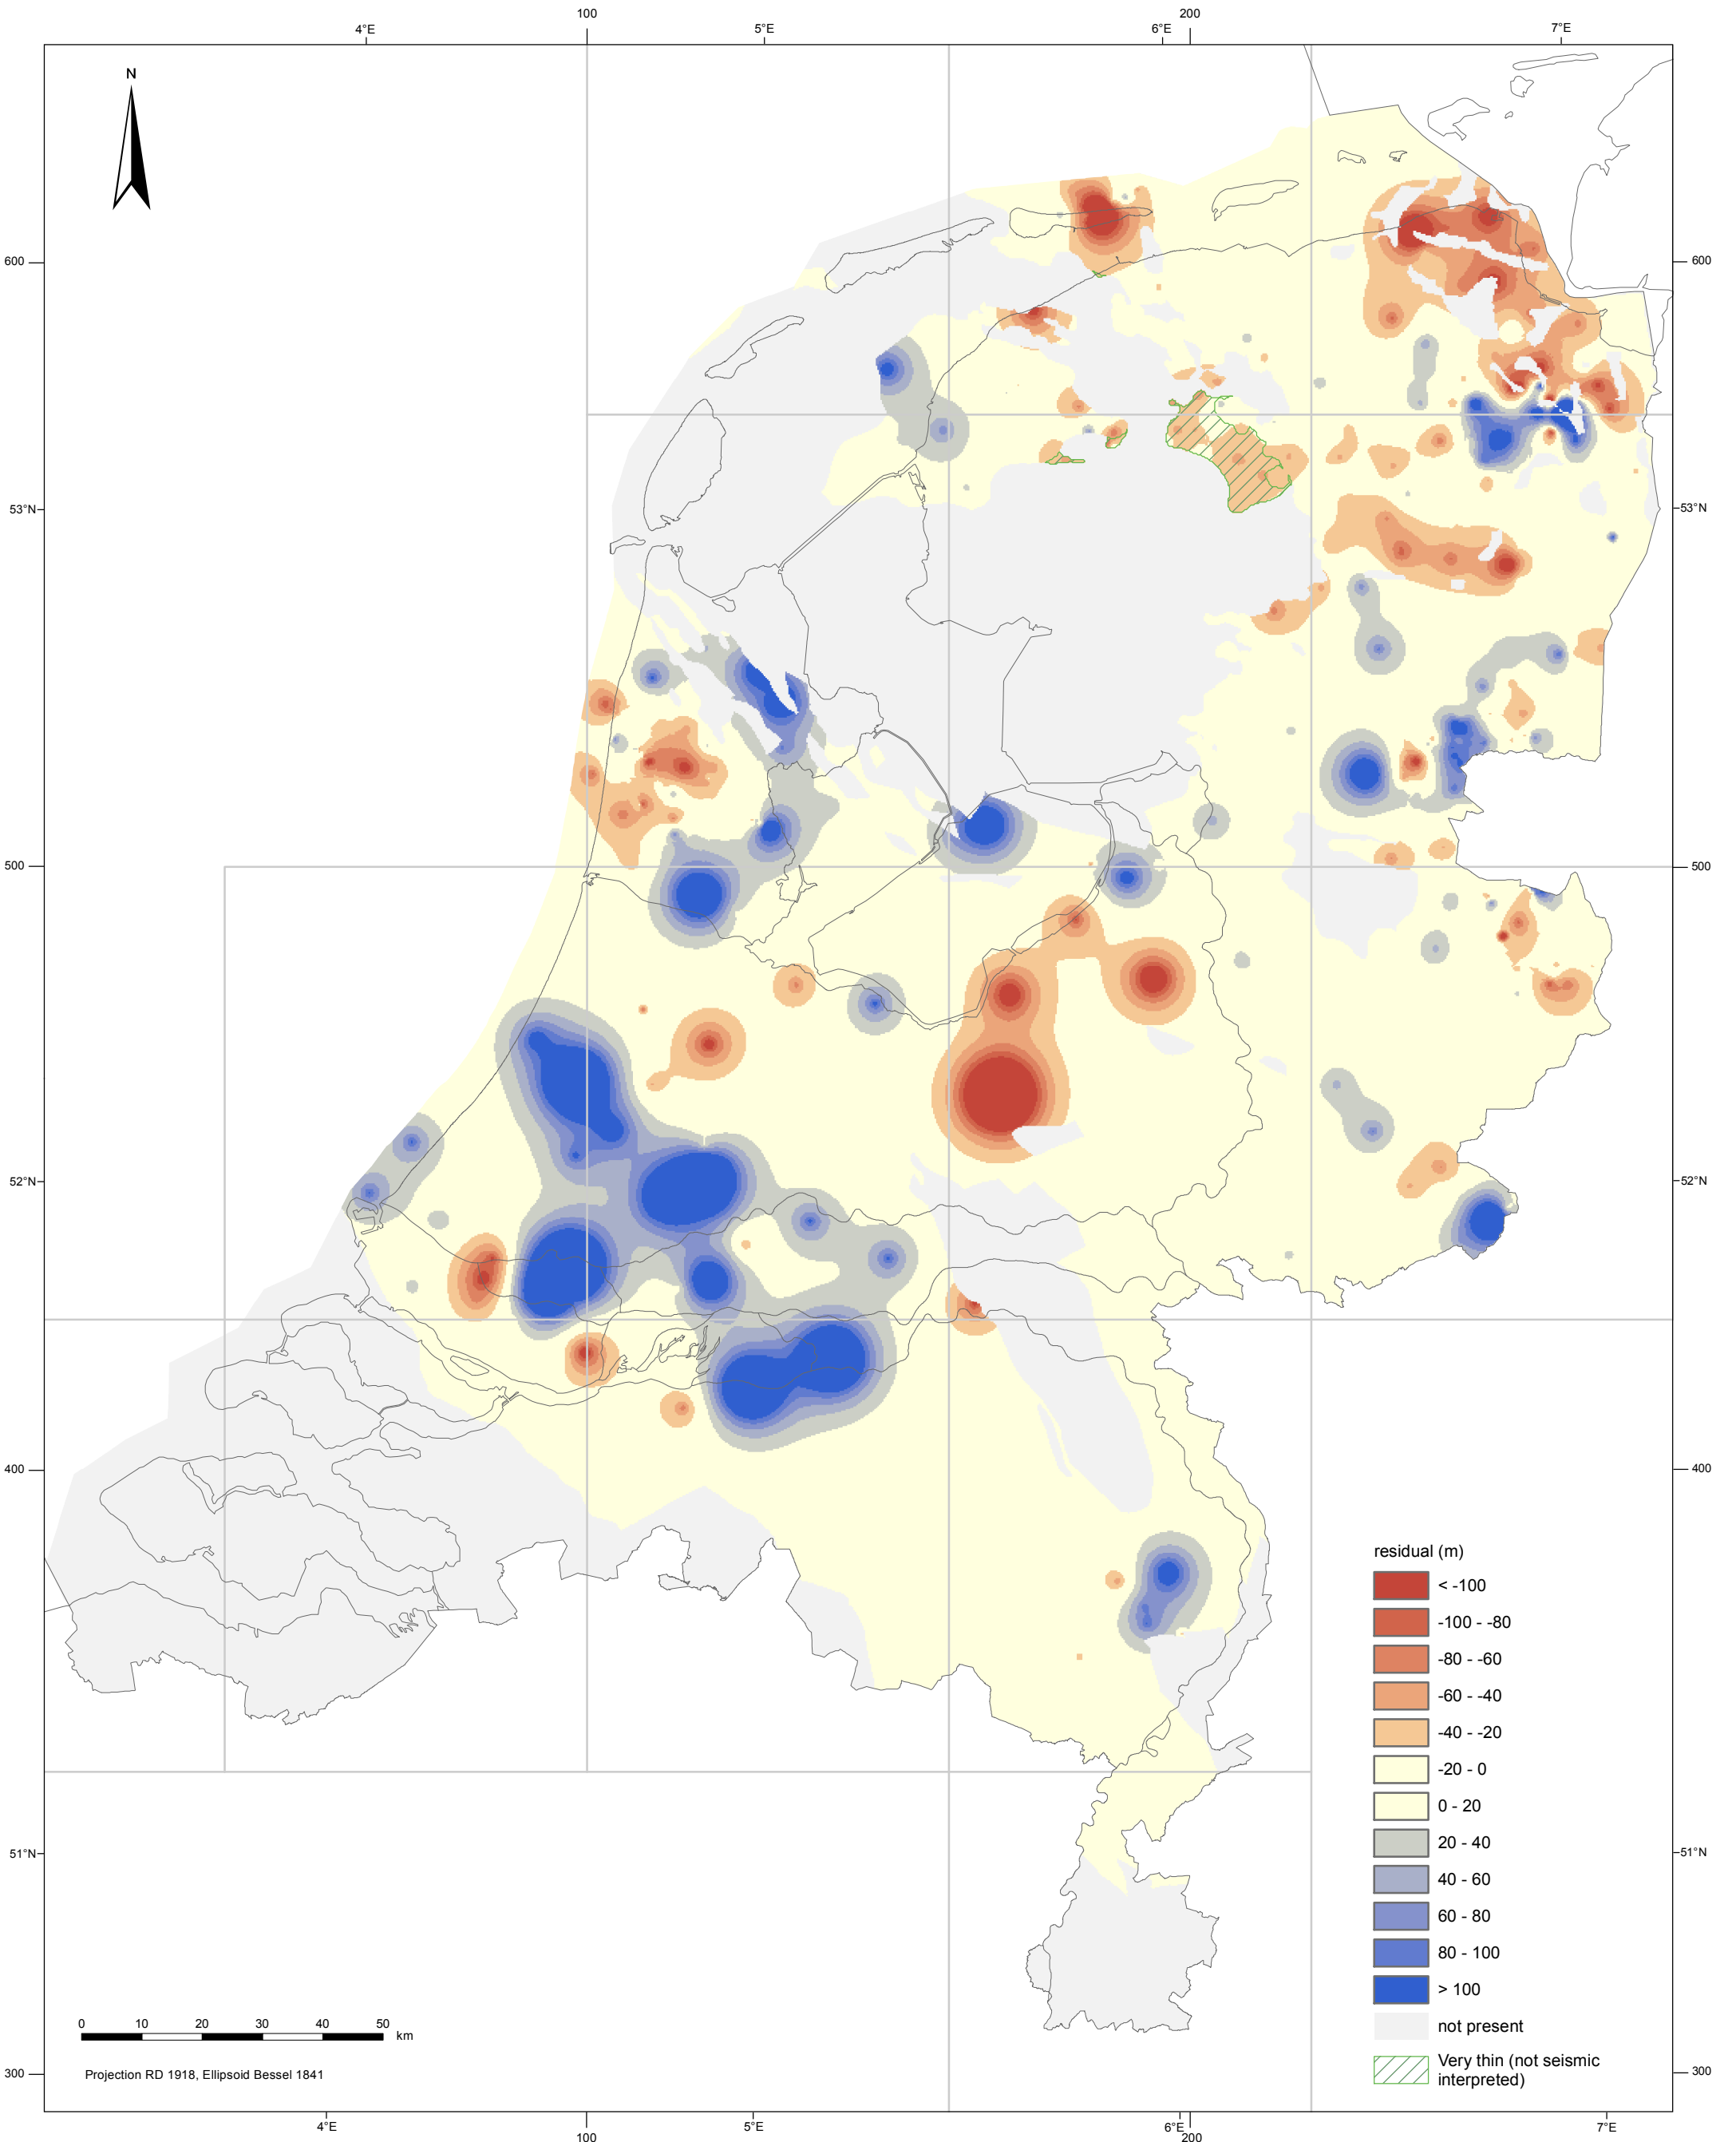 100
200
4°E
5°E
6°E
7°E
N
600
600
53°N
53°N
500
500
52°N
52°N
400
400
residual (m)
< -100
-100 - -80
-80 - -60
-60 - -40
-40 - -20
-20 - 0
0 - 20
20 - 40
40 - 60
60 - 80
80 - 100
> 100
not present
Very thin (not seismic
interpreted)
51°N
51°N
0 10 20 30 40 50
km
Projection RD 1918, Ellipsoid Bessel 1841
300
300
4°E
5°E
6°E
7°E
100
200